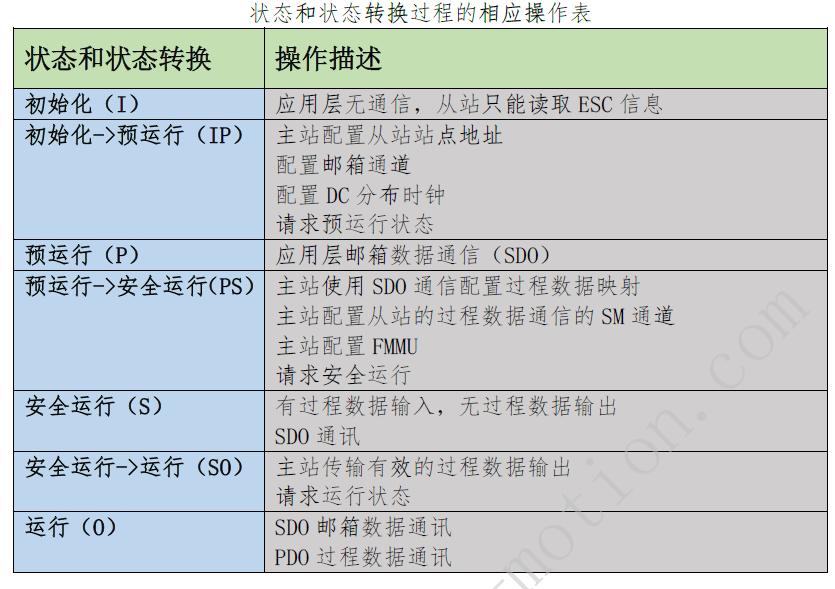 状态和状态转换过程的相应操作表
状态和状态转换 操作描述
初始化（I） 应用层无通信，从站只能读取 ESC 信息
初始化->预运行（IP） 主站配置从站站点地址
配置邮箱通道
配置 DC 分布时钟
请求预运行状态
预运行（P） 应用层邮箱数据通信（SDO）
预运行->安全运行(PS) 主站使用 SDO 通信配置过程数据映射
主站配置从站的过程数据通信的 SM 通道
主站配置 FMMU
请求安全运行
安全运行（S） 有过程数据输入，无过程数据输出
SDO 通讯
安全运行->运行（SO） 主站传输有效的过程数据输出
请求运行状态
运行（O） SDO 邮箱数据通讯
PDO 过程数据通讯
motion.com